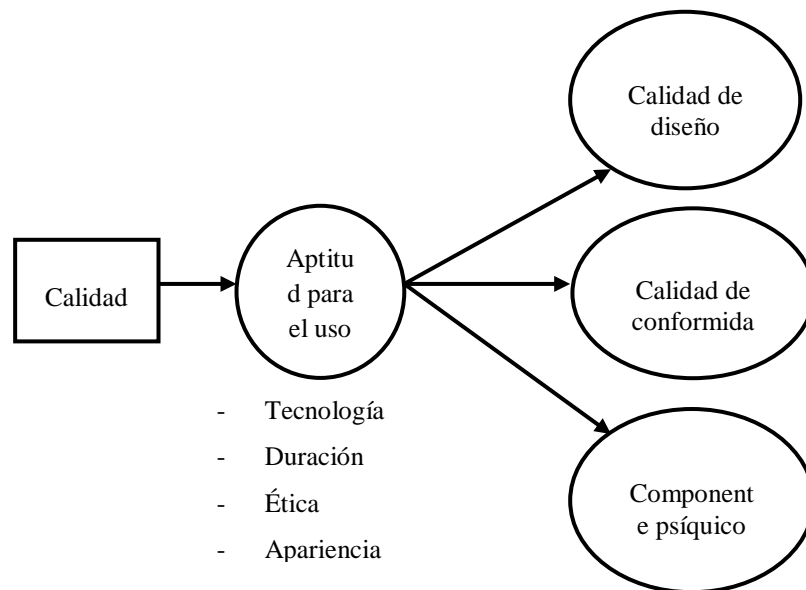 Calidad de
diseño
Calidad
Aptitu
d para
el uso
Calidad de
conformida
- Tecnología
- Duración
- Ética
- Apariencia
Component
e psíquico